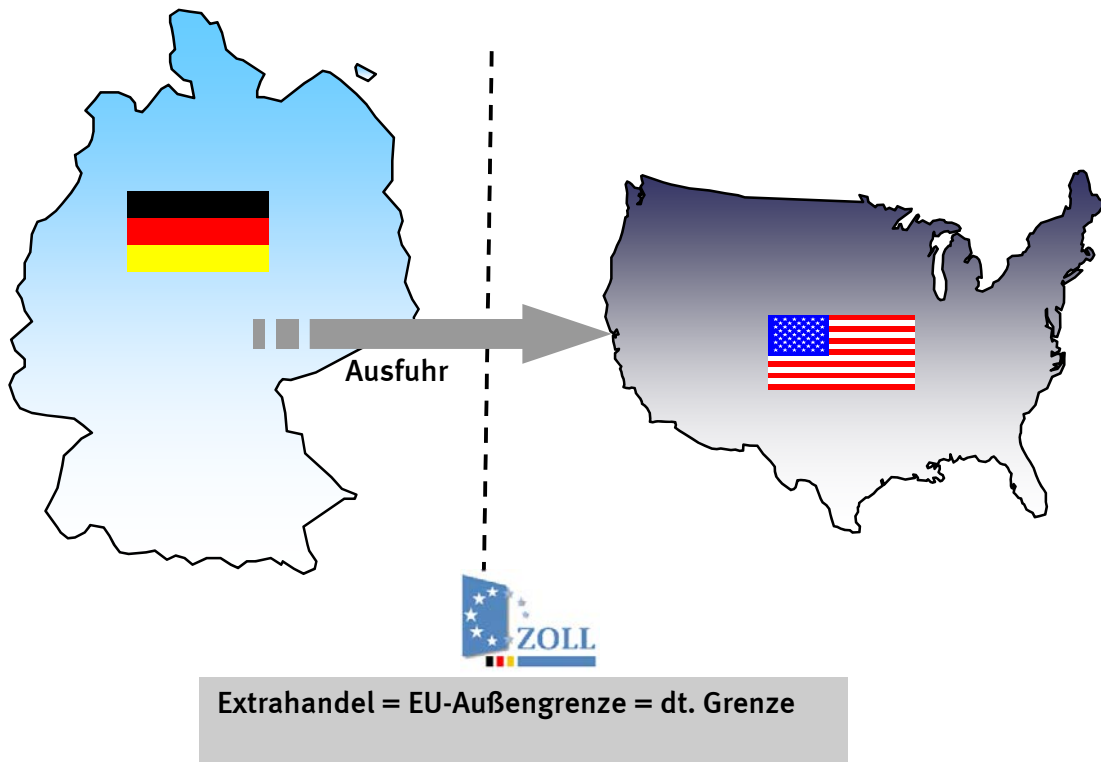 Ausfuhr
ZOLL
Extrahandel = EU-Außengrenze = dt. Grenze